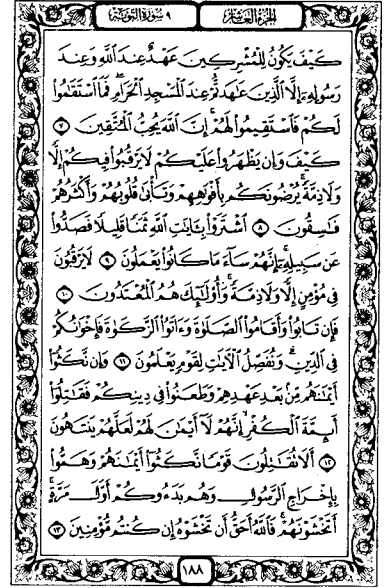 الجزء العاشر ٩ سورة التوبة
كَيْفَ يَكُونُ لِلْمُشْرِكِينَ عَهْدٌ عِندَ ٱللَّهِ وَعِندَ
رَسُولِهِۦٓ إِلَّا ٱلَّذِينَ عَٰهَدتُّمْ عِندَ ٱلْمَسْجِدِ ٱلْحَرَامِ فَمَا ٱسْتَقَٰمُوا۟
لَكُمْ فَٱسْتَقِيمُوا۟ لَهُمْ إِنَّ ٱللَّهَ يُحِبُّ ٱلْمُتَّقِينَ ٧
كَيْفَ وَإِن يَظْهَرُوا۟ عَلَيْكُمْ لَا يَرْقُبُوا۟ فِيكُمْ إِلًّا
وَلَا ذِمَّةً يُرْضُونَكُم بِأَفْوَٰهِهِمْ وَتَأْبَىٰ قُلُوبُهُمْ وَأَكْثَرُهُمْ
فَٰسِقُونَ ٨ ٱشْتَرَوْا۟ بِـَٔايَٰتِ ٱللَّهِ ثَمَنًا قَلِيلًا فَصَدُّوا۟
عَن سَبِيلِهِۦٓ إِنَّهُمْ سَآءَ مَا كَانُوا۟ يَعْمَلُونَ ٩ لَا يَرْقُبُونَ
فِى مُؤْمِنٍ إِلًّا وَلَا ذِمَّةً وَأُو۟لَٰٓئِكَ هُمُ ٱلْمُعْتَدُونَ ١٠
فَإِن تَابُوا۟ وَأَقَامُوا۟ ٱلصَّلَوٰةَ وَءَاتَوُا۟ ٱلزَّكَوٰةَ فَإِخْوَٰنُكُمْ
فِى ٱلدِّينِ وَنُفَصِّلُ ٱلْـَٔايَٰتِ لِقَوْمٍ يَعْلَمُونَ ١١ وَإِن نَّكَثُوٓا۟
أَيْمَٰنَهُم مِّنۢ بَعْدِ عَهْدِهِمْ وَطَعَنُوا۟ فِى دِينِكُمْ فَقَٰتِلُوٓا۟
أَئِمَّةَ ٱلْكُفْرِ إِنَّهُمْ لَآ أَيْمَٰنَ لَهُمْ لَعَلَّهُمْ يَنتَهُونَ
١٢ أَلَا تُقَٰتِلُونَ قَوْمًا نَّكَثُوٓا۟ أَيْمَٰنَهُمْ وَهَمُّوا۟
بِإِخْرَاجِ ٱلرَّسُولِ وَهُم بَدَءُوكُمْ أَوَّلَ مَرَّةٍ
أَتَخْشَوْنَهُمْ فَٱللَّهُ أَحَقُّ أَن تَخْشَوْهُ إِن كُنتُم مُّؤْمِنِينَ ١٣
١٨٨